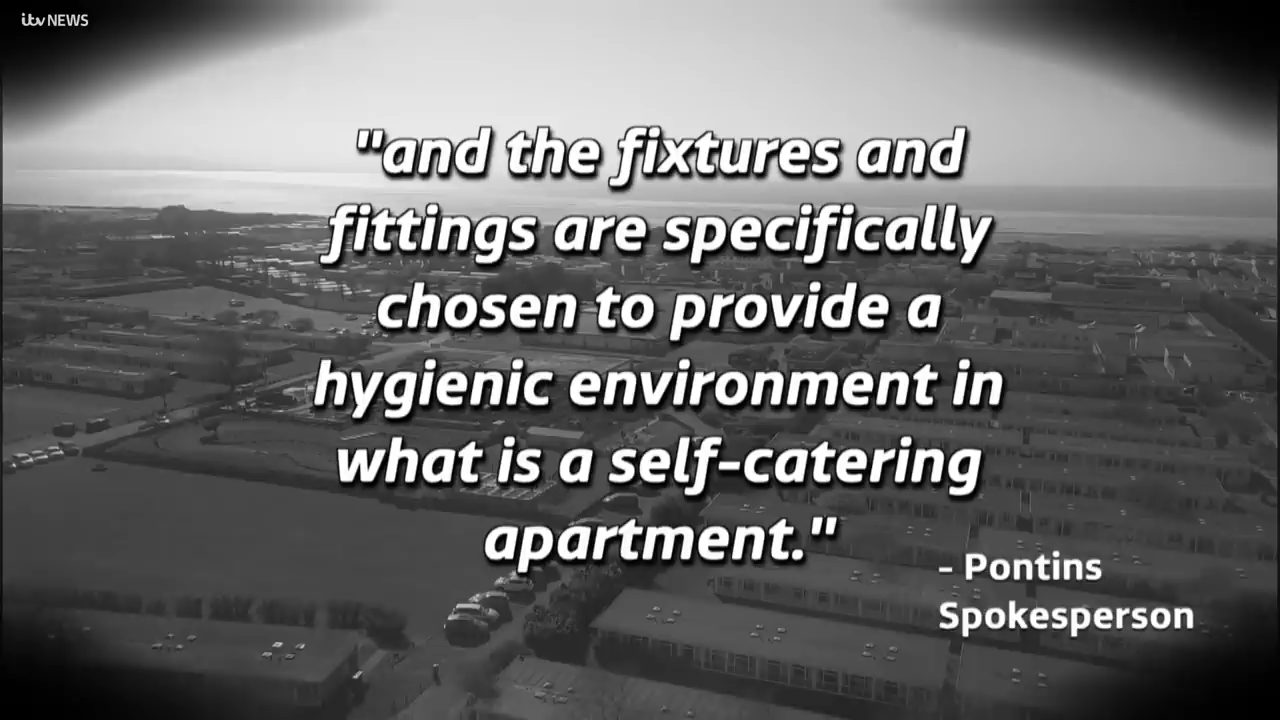 itv NEWS
"and the fixtures and
fittings are specifically
chosen to provide a
hygienic environment in
what is a self-catering
apartment."
- Pontins
Spokesperson